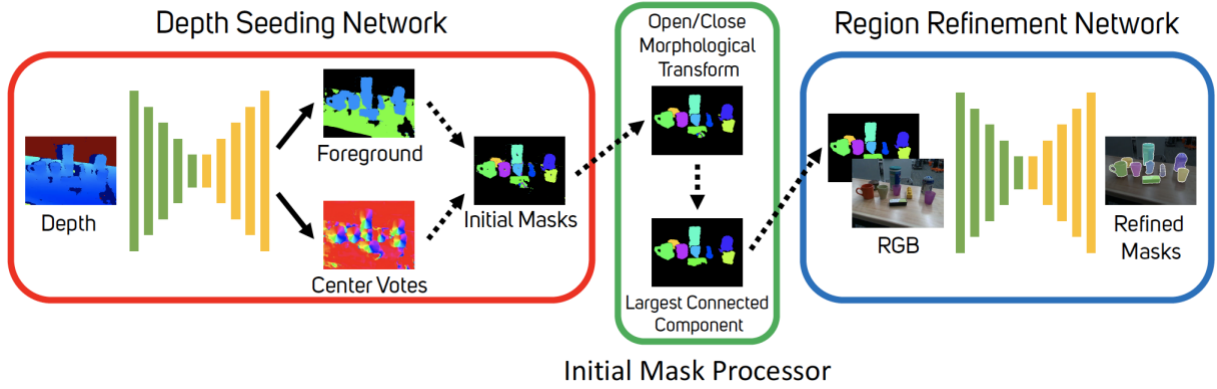 Depth Seeding Network
Depth
Foreground
Center Votes
Initial Masks
Open/Close
Morphological
Transform
Largest Connected
Component
Initial Mask Processor
Region Refinement Network
RGB
Refined
Masks